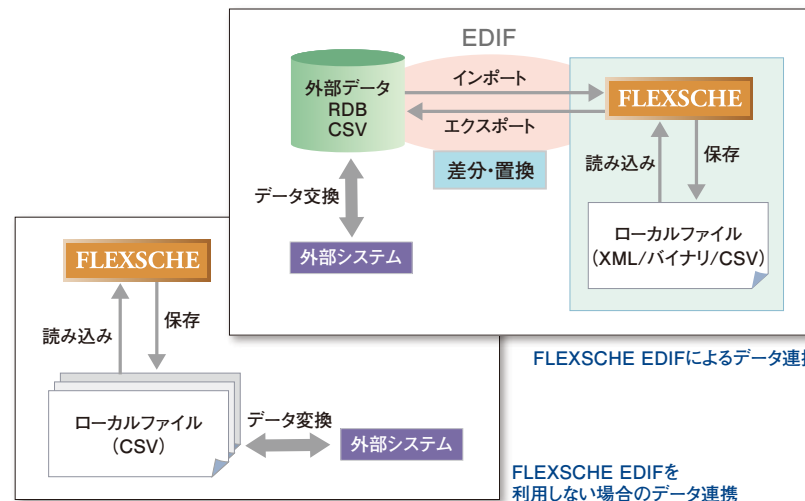 EDIF
外部データ
RDB
CSV
インポート
エクスポート
差分・置換
FLEXSCHE
読み込み
保存
ローカルファイル
(XML/バイナリ/CSV)
データ交換
外部システム
FLEXSCHE EDIFによるデータ連携
FLEXSCHE
読み込み
保存
ローカルファイル
(CSV)
データ変換
外部システム
FLEXSCHE EDIFを
利用しない場合のデータ連携